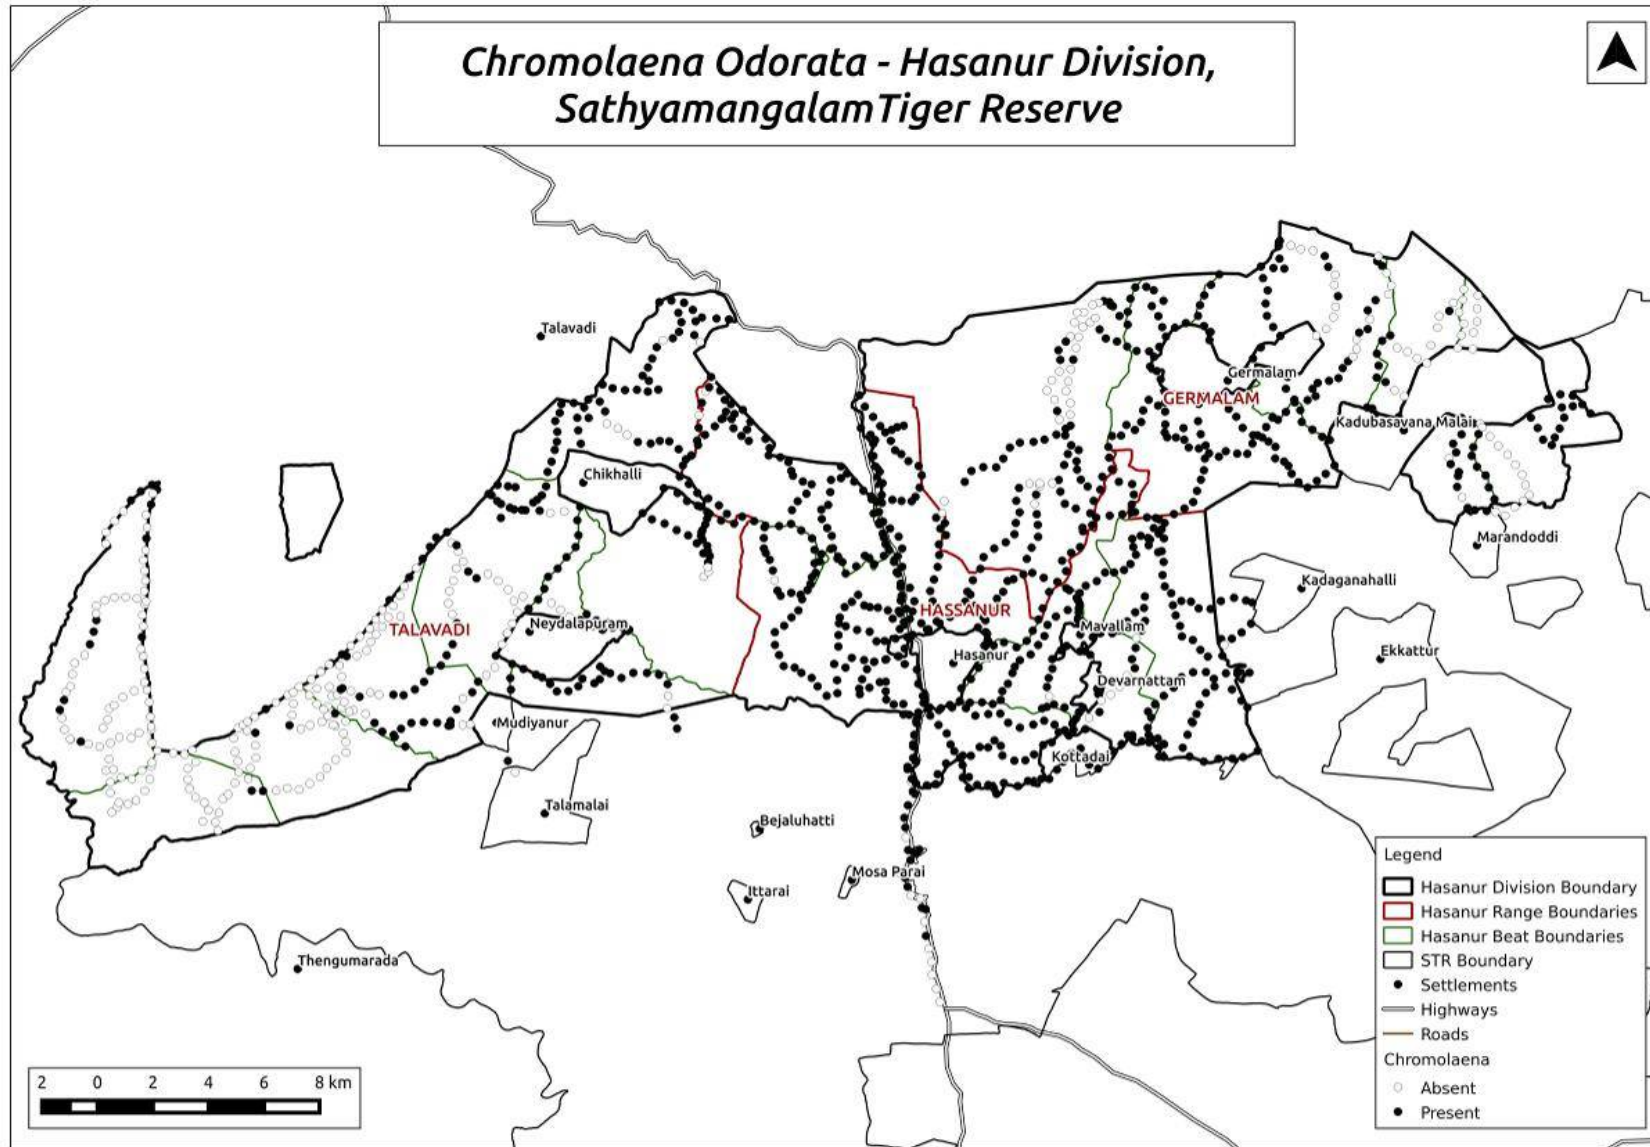 Chromolaena Odorata - Hasanur Division,
SathyamangalamTiger Reserve
Talavadi
Germalam
GERMALAM
Kadubasavana Malai
Chikhalli
Marandoddi
Kadaganahalli
HASSANUR
TALAVADI
Neydalapuram
Mavallam
Hasanur
Ekkattur
Devarnattam
Mudiyanur
Kottadai
Talamalai
Bejaluhatti
Mosa Parai
Ittarai
Thengumarada
Legend
Hasanur Division Boundary
Hasanur Range Boundaries
Hasanur Beat Boundaries
STR Boundary
Settlements
Highways
Roads
Chromolaena
Absent
Present
2 0 2 4 6 8 km